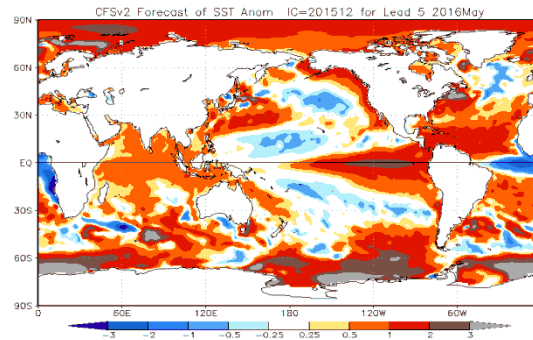 CFSv2 Forecast of SST Anom IC=201512 for Lead 5 2016May
90N
60N
30N
EQ
30S
60S
90S
0 60E 120E 180 120W 60W
-3 -2 -1 -0.5 -0.25 0.25 0.5 1 2 3